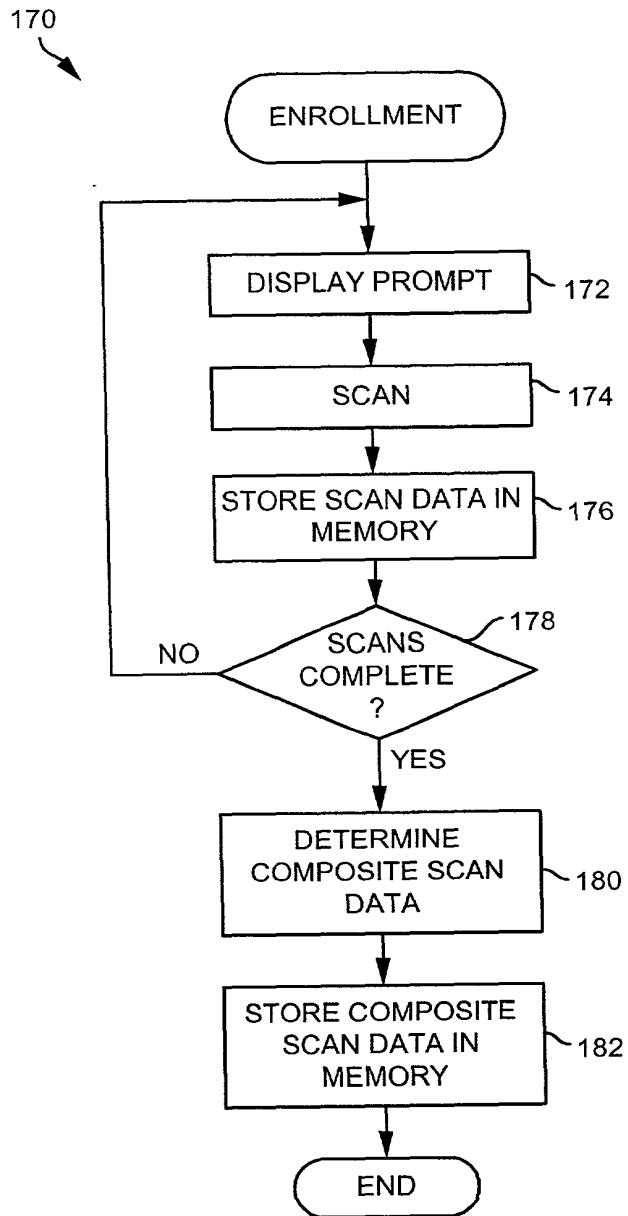 170
ENROLLMENT
DISPLAY PROMPT
172
SCAN
174
STORE SCAN DATA IN
MEMORY
176
SCANS
COMPLETE
?
178
NO
YES
DETERMINE
COMPOSITE SCAN
DATA
180
STORE COMPOSITE
SCAN DATA IN
MEMORY
182
END